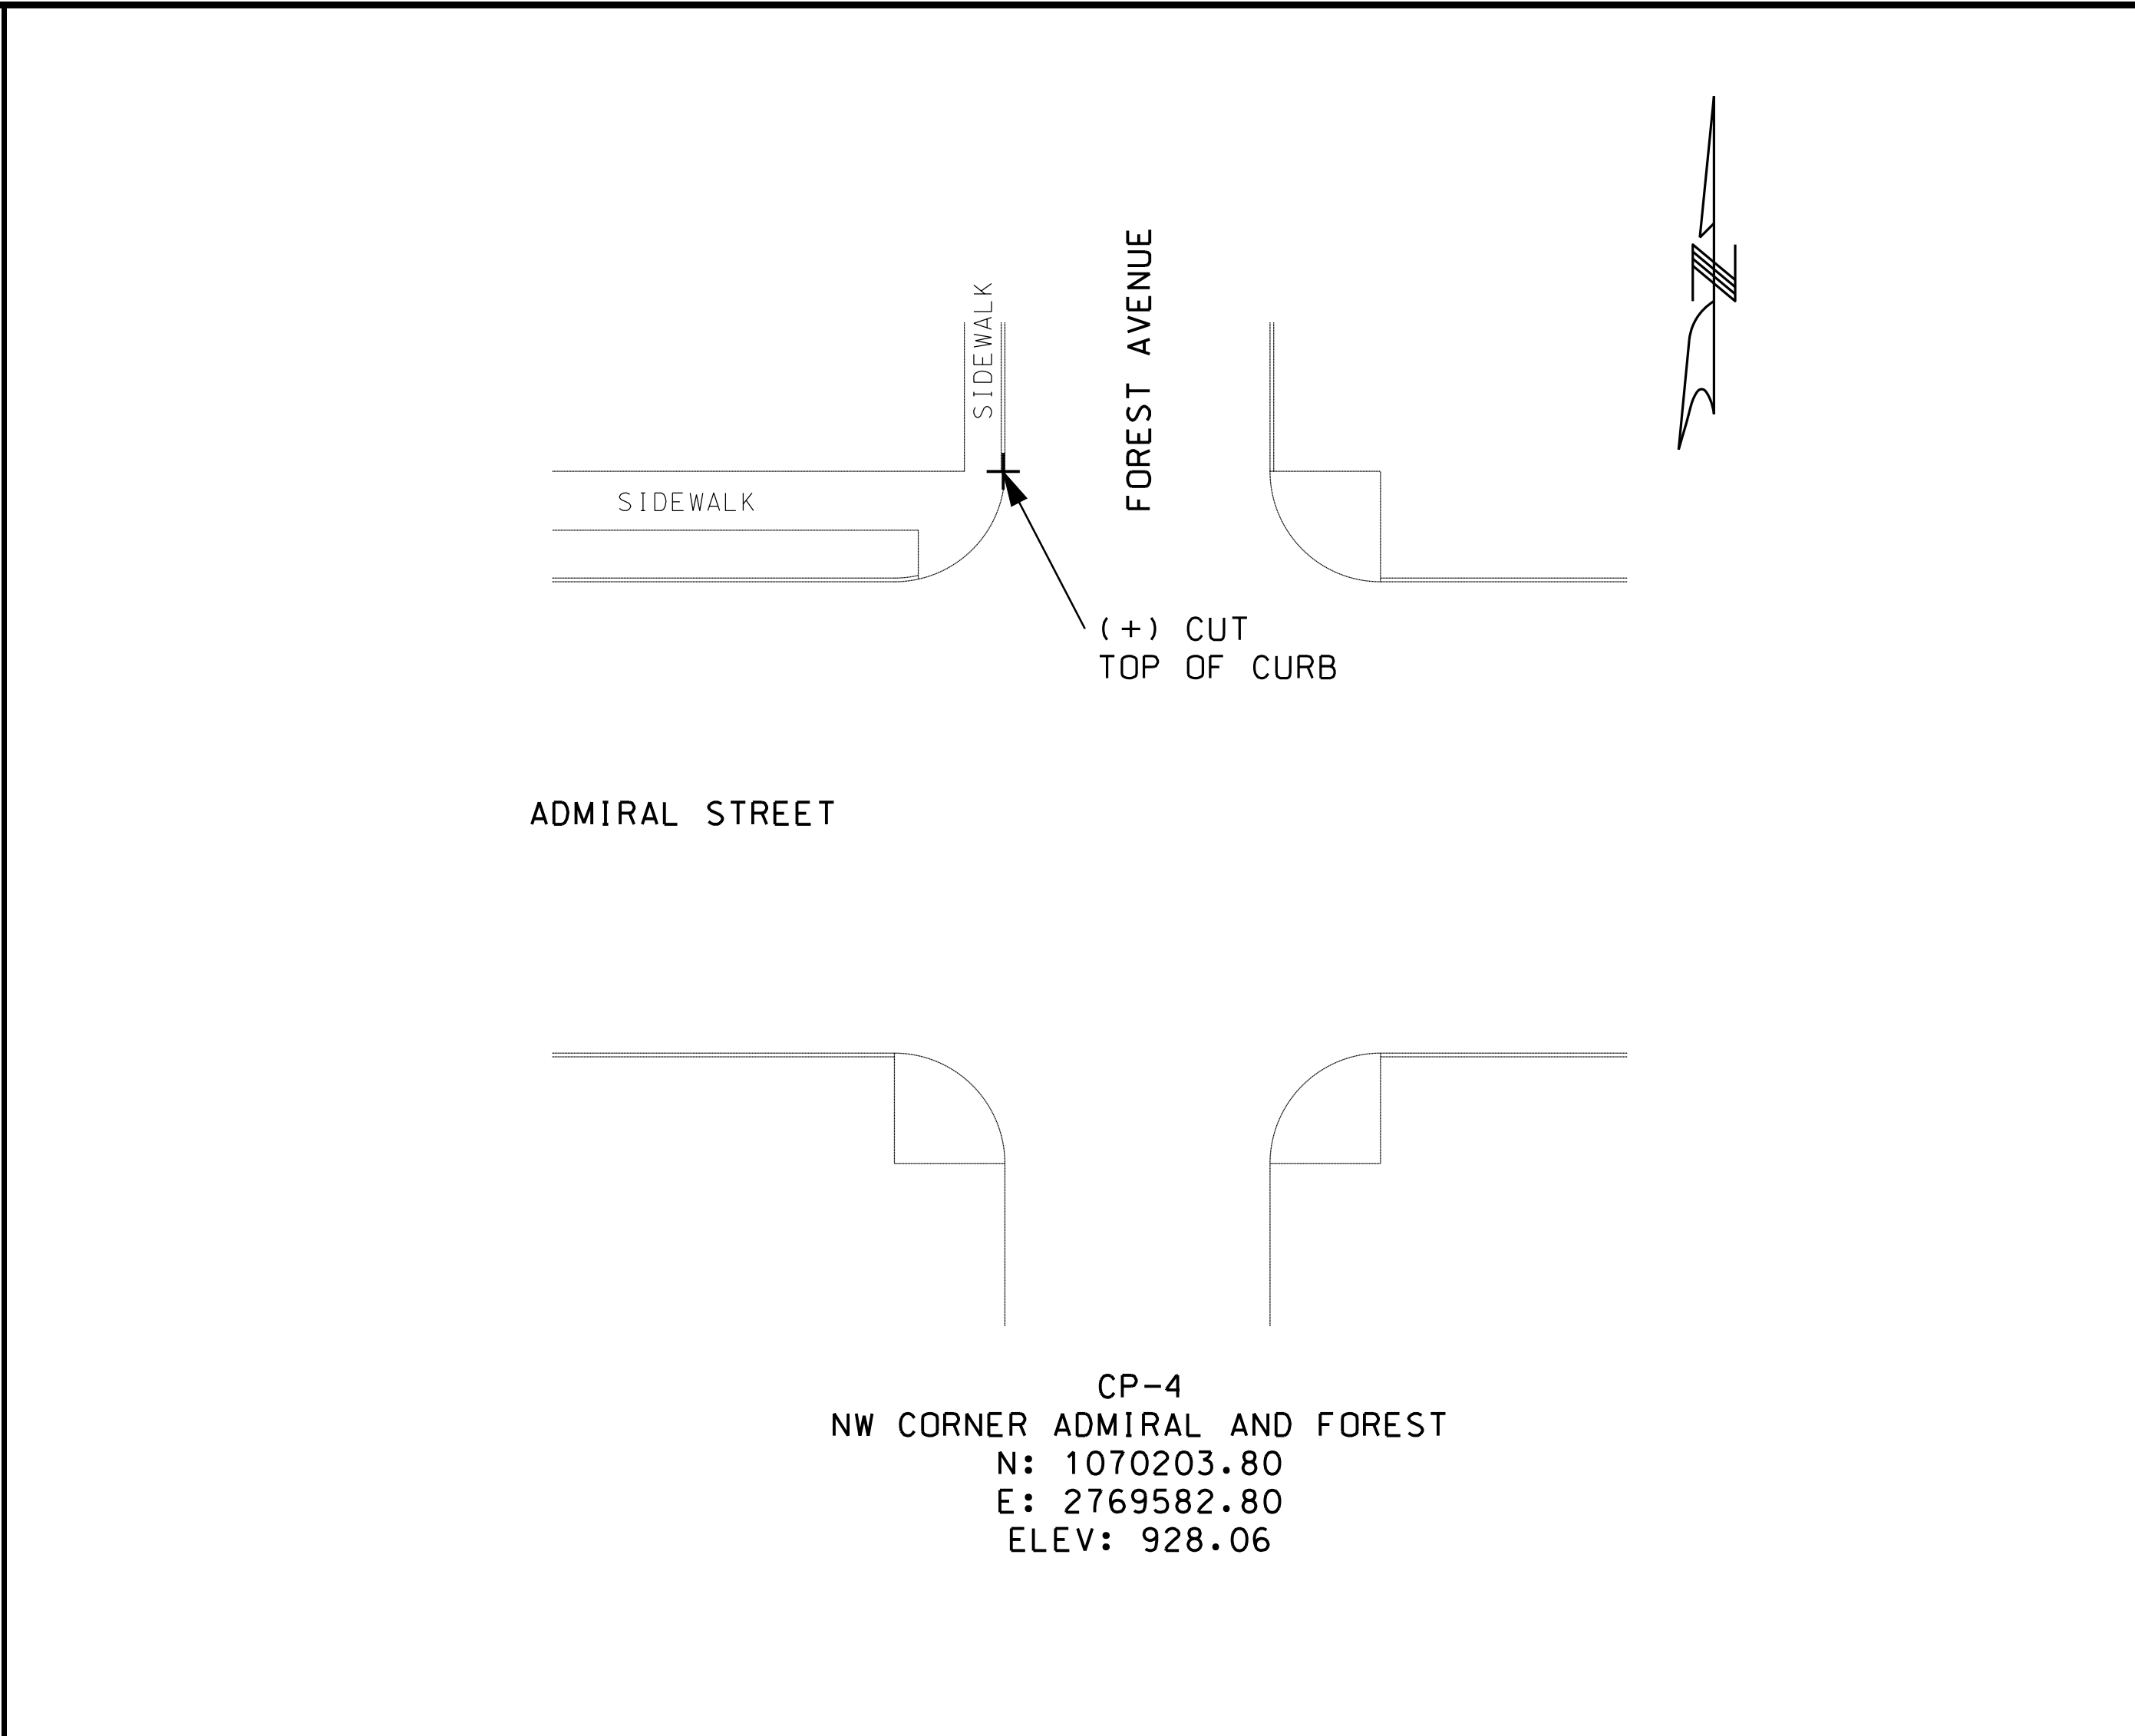 N
FOREST AVENUE
SIDEWALK
SIDEWALK
(+) CUT
TOP OF CURB
ADMIRAL STREET
CP-4
NW CORNER ADMIRAL AND FOREST
N: 1070203.80
E: 2769582.80
ELEV: 928.06